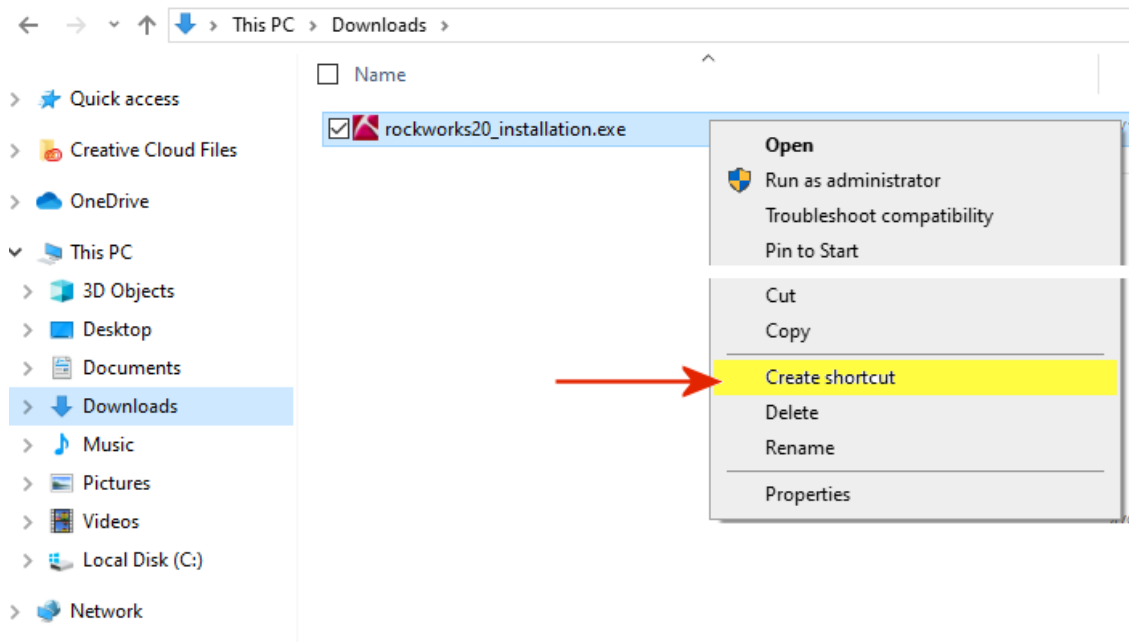 This PC > Downloads >
Name
Quick access
Creative Cloud Files
OneDrive
This PC
3D Objects
Desktop
Documents
Downloads
Music
Pictures
Videos
Local Disk (C:)
Network
rockworks20_installation.exe
Open
Run as administrator
Troubleshoot compatibility
Pin to Start
Cut
Copy
Create shortcut
Delete
Rename
Properties